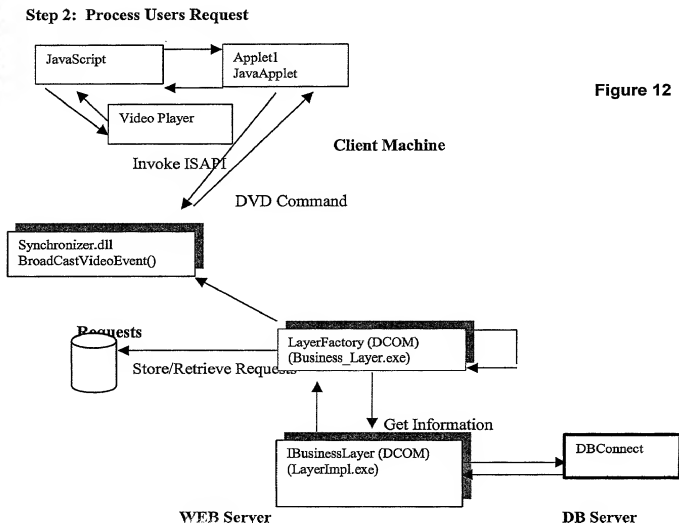 Step 2: Process Users Request
JavaScript
Applet1
JavaApplet
Figure 12
Video Player
Client Machine
Invoke ISAPI
DVD Command
Synchronizer.dll
BroadCastVideoEvent()
Requests
LayerFactory (DCOM)
(Business_Layer.exe)
Store/Retrieve Requests
Get Information
IBusinessLayer (DCOM)
(LayerImpl.exe)
DBConnect
WEB Server
DB Server